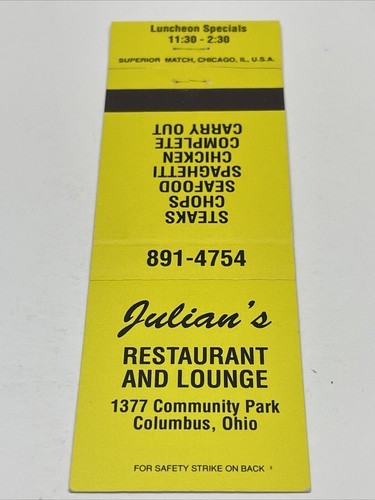 Luncheon Specials
11:30 - 2:30
SUPERIOR MATCH, CHICAGO, IL, U.S.A.
STEAKS
CHOPS
SEAFOOD
SPAGHETTI
CHICKEN
COMPLETE
CARRY OUT
891-4754
Julian's
RESTAURANT
AND LOUNGE
1377 Community Park
Columbus, Ohio
FOR SAFETY STRIKE ON BACK